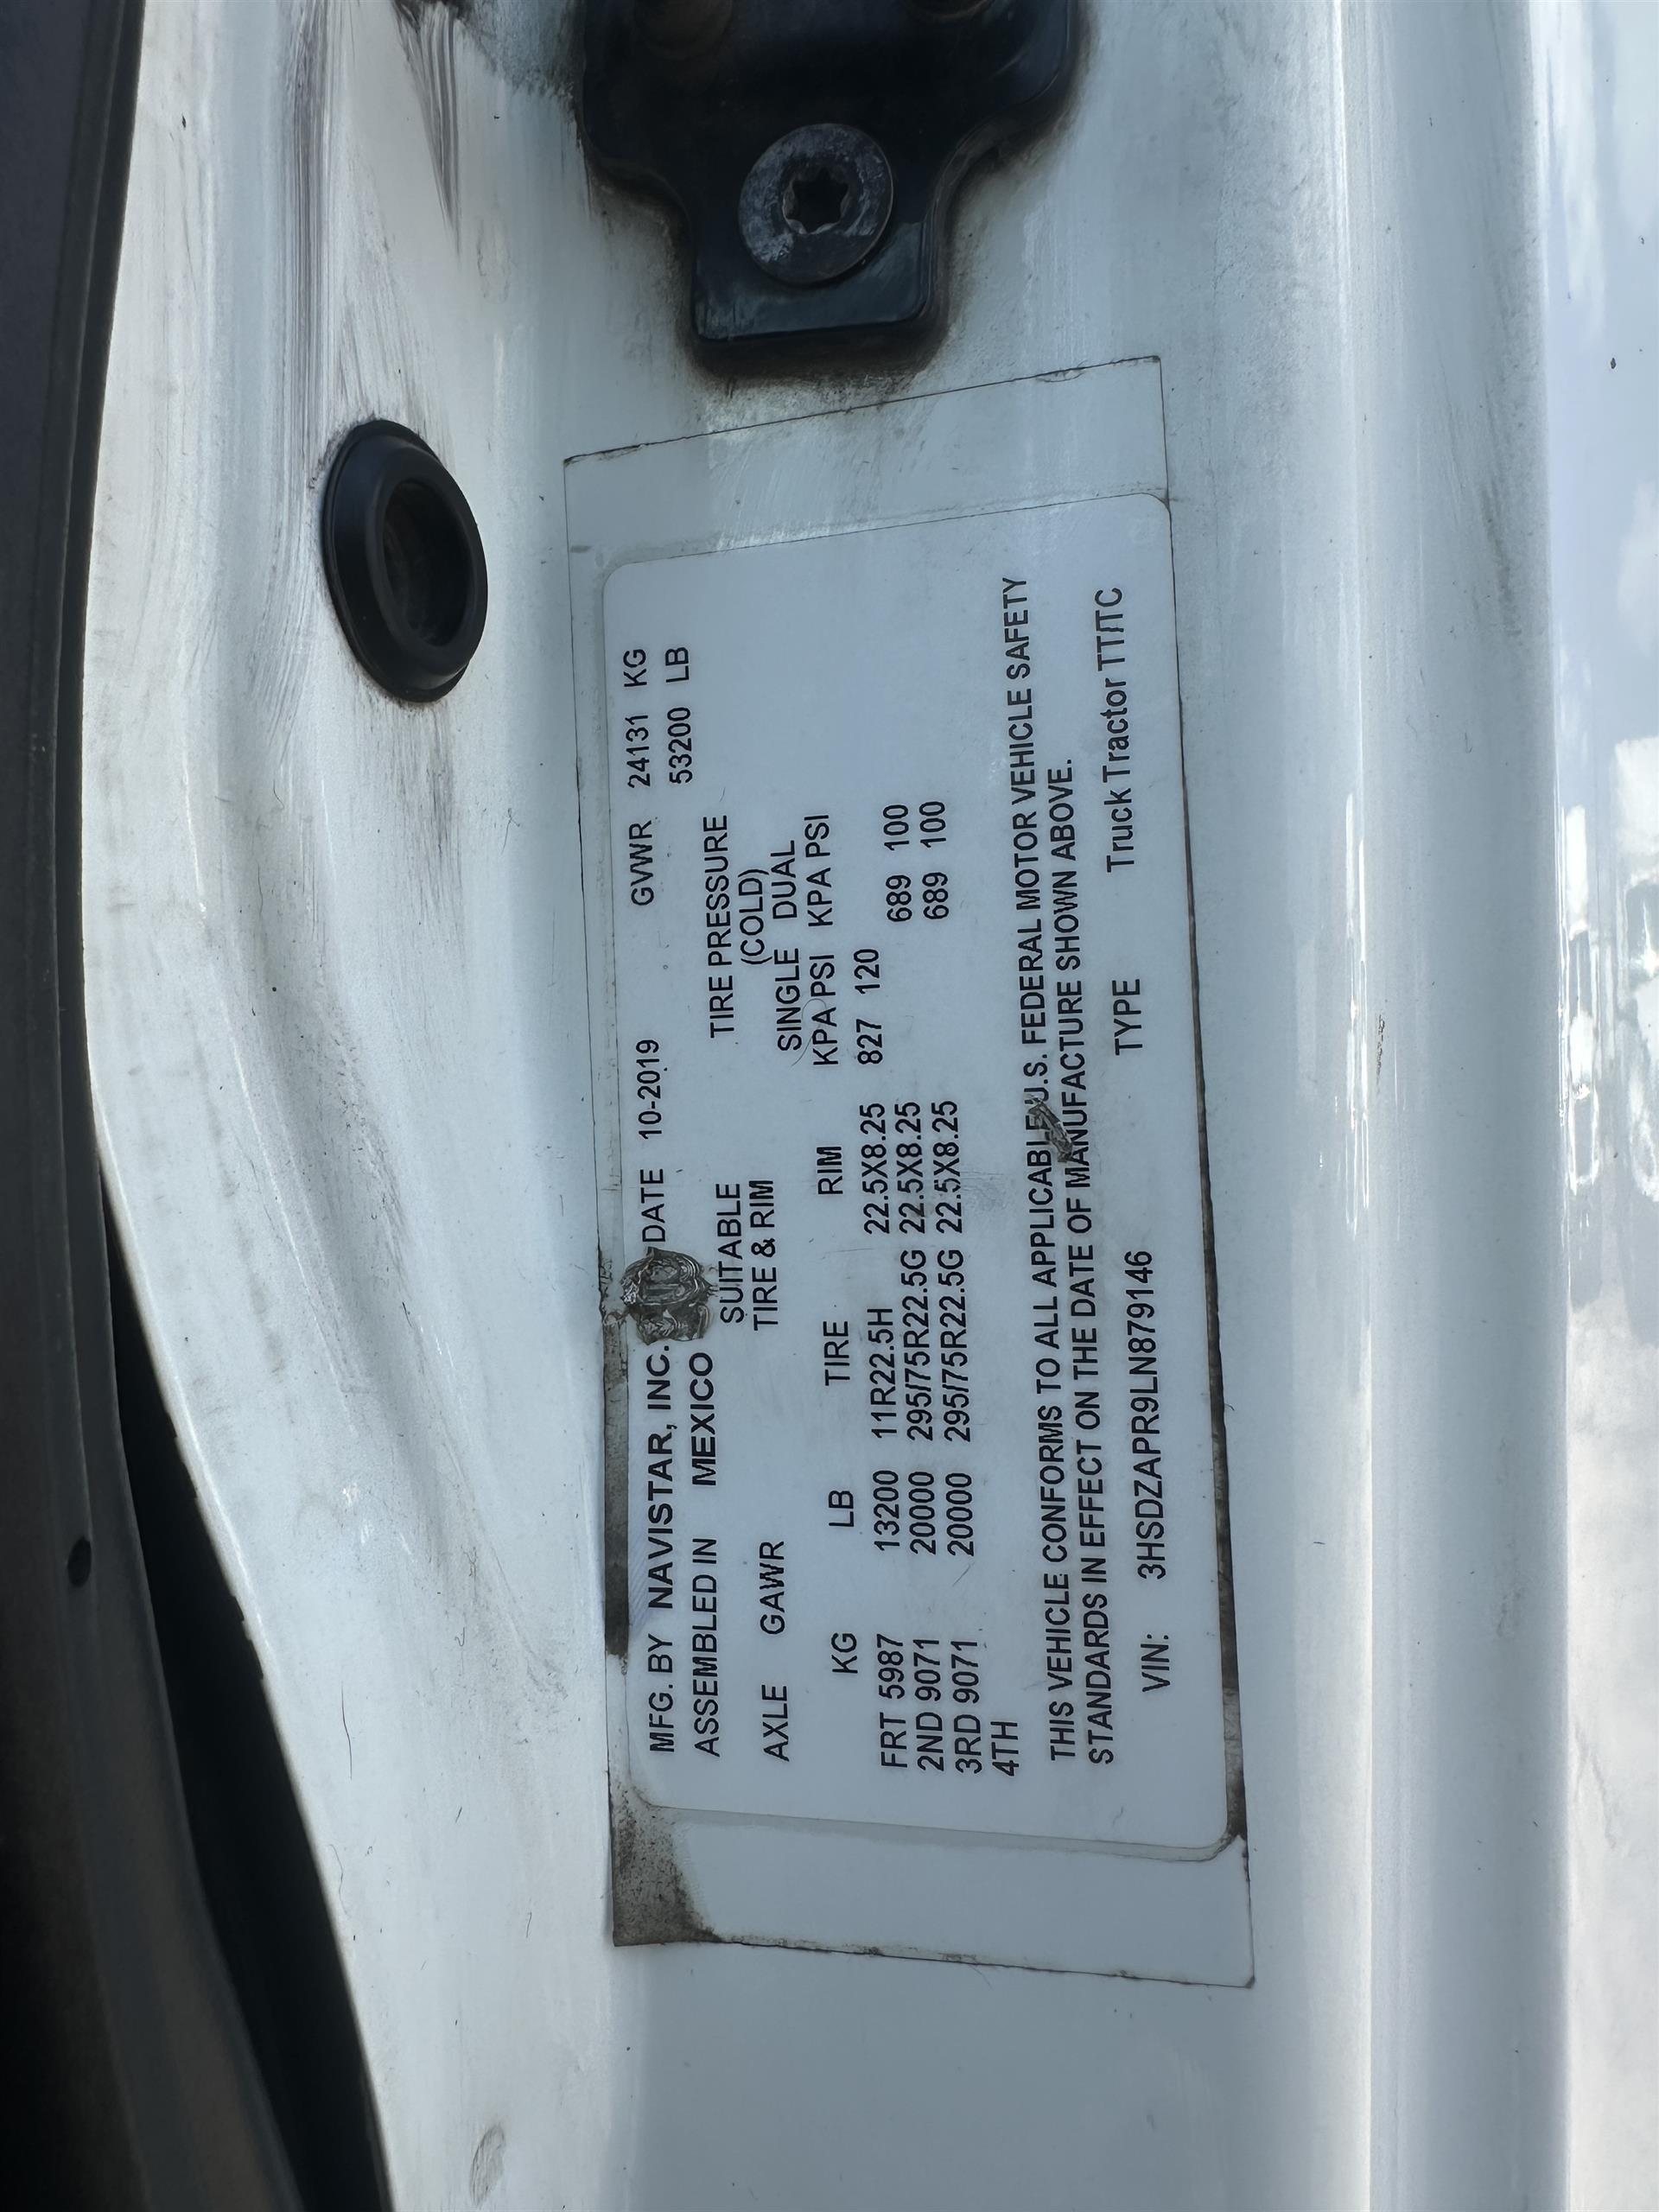 MFG. BY NAVISTAR, INC. DATE 10-2019 GVWR 24131 KG
ASSEMBLED IN MEXICO 53200 LB
SUITABLE TIRE PRESSURE
AXLE GAWR TIRE & RIM (COLD)
SINGLE DUAL
KG LB TIRE RIM KPA PSI KPA PSI
FRT 5987 13200 11R22.5H 22.5X8.25 827 120
2ND 9071 20000 295/75R22.5G 22.5X8.25 689 100
3RD 9071 20000 295/75R22.5G 22.5X8.25 689 100
4TH
THIS VEHICLE CONFORMS TO ALL APPLICABLE U.S. FEDERAL MOTOR VEHICLE SAFETY
STANDARDS IN EFFECT ON THE DATE OF MANUFACTURE SHOWN ABOVE.
VIN: 3HSDZAPR9LN879146 TYPE Truck Tractor TT/TC